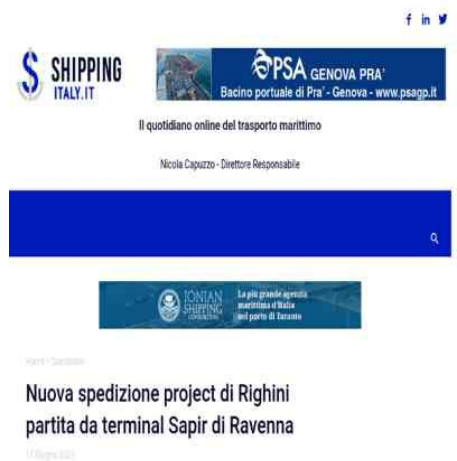 SHIPPING
ITALY.IT
PSA GENOVA PRA'
Bacino portuale di Pra' - Genova - www.psagp.it
Il quotidiano online del trasporto marittimo
Nicola Capuzzo - Direttore Responsabile
IONIAN
SHIPPING
CONSORTIUM
La più grande agenzia
marittima d'Italia
nel porto di Taranto
Home
Nuova spedizione project di Righini
partita da terminal Sapir di Ravenna